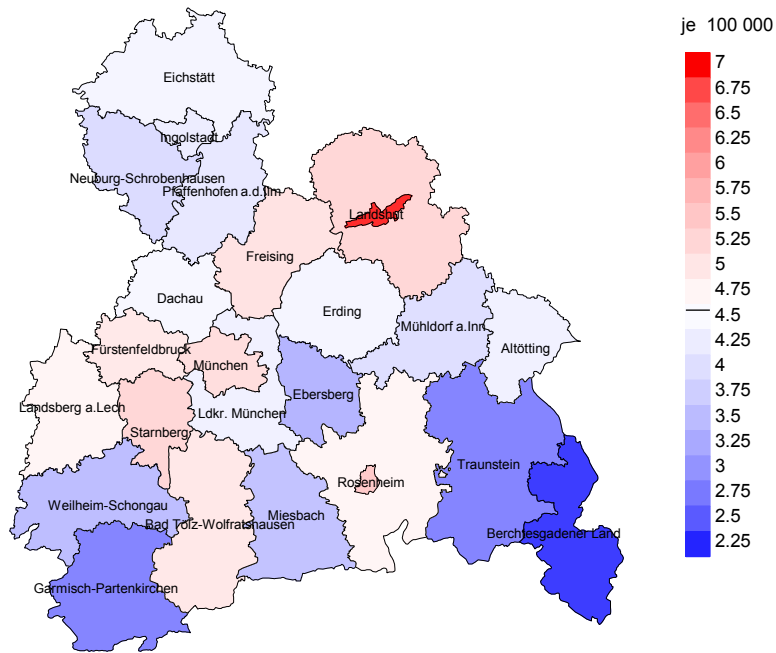 je 100 000
7
6.75
6.5
6.25
6
5.75
5.5
5.25
5
4.75
4.5
4.25
4
3.75
3.5
3.25
3
2.75
2.5
2.25
Eichstätt
Ingolstadt
Neuburg-Schrobenhausen
Pfaffenhofen a.d.Ilm
Landshut
Freising
Dachau
Erding
Mühldorf a.Inn
Altötting
Fürstenfeldbruck
München
Ebersberg
Landsberg a.Lech
Ldkr. München
Starnberg
Traunstein
Rosenheim
Weilheim-Schongau
Miesbach
Bad Tölz-Wolfratshausen
Berchtesgadener Land
Garmisch-Partenkirchen